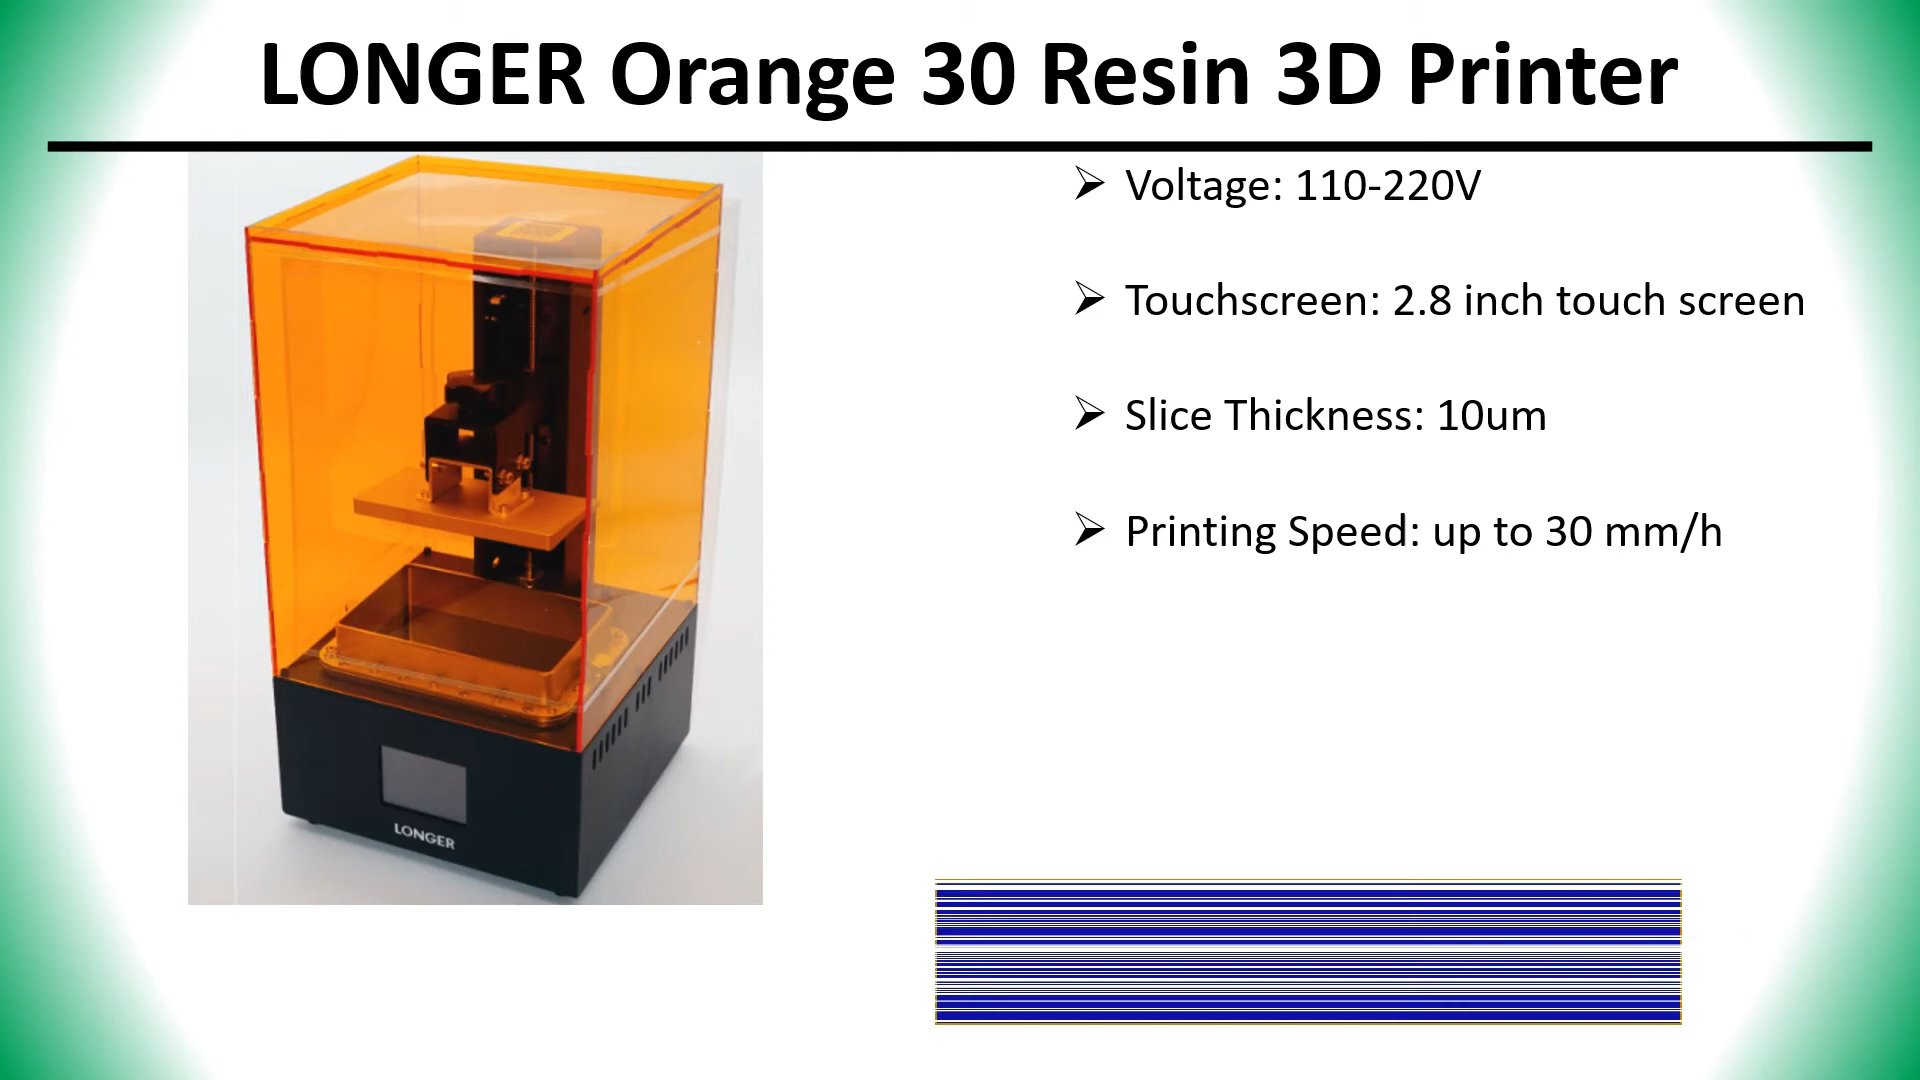 LONGER Orange 30 Resin 3D Printer
Voltage: 110-220V
Touchscreen: 2.8 inch touch screen
Slice Thickness: 10um
Printing Speed: up to 30 mm/h
LONGER